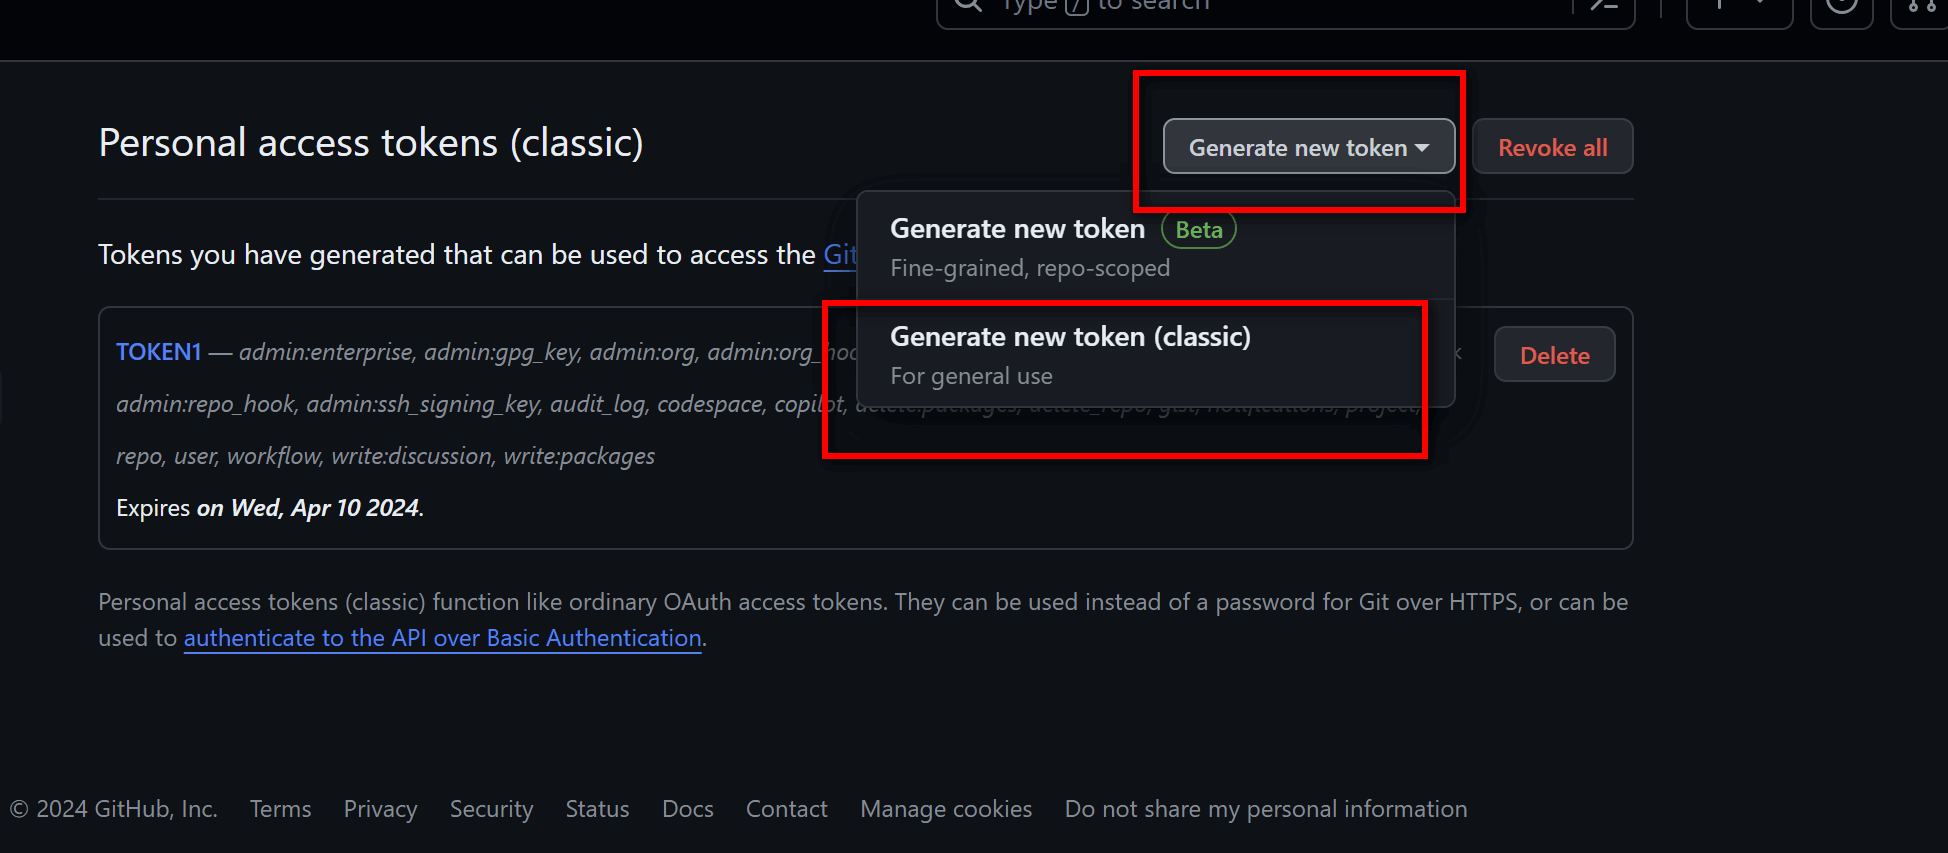 Type / to search
Personal access tokens (classic)
Generate new token
Revoke all
Generate new token Beta
Fine-grained, repo-scoped
Tokens you have generated that can be used to access the Git
Generate new token (classic)
For general use
TOKEN1 — admin:enterprise, admin:gpg_key, admin:org, admin:org_hoo
Delete
admin:repo_hook, admin:ssh_signing_key, audit_log, codespace, copilot, delete:packages, delete_repo, gist, notifications, project,
repo, user, workflow, write:discussion, write:packages
Expires on Wed, Apr 10 2024.
Personal access tokens (classic) function like ordinary OAuth access tokens. They can be used instead of a password for Git over HTTPS, or can be
used to authenticate to the API over Basic Authentication.
© 2024 GitHub, Inc. Terms Privacy Security Status Docs Contact Manage cookies Do not share my personal information